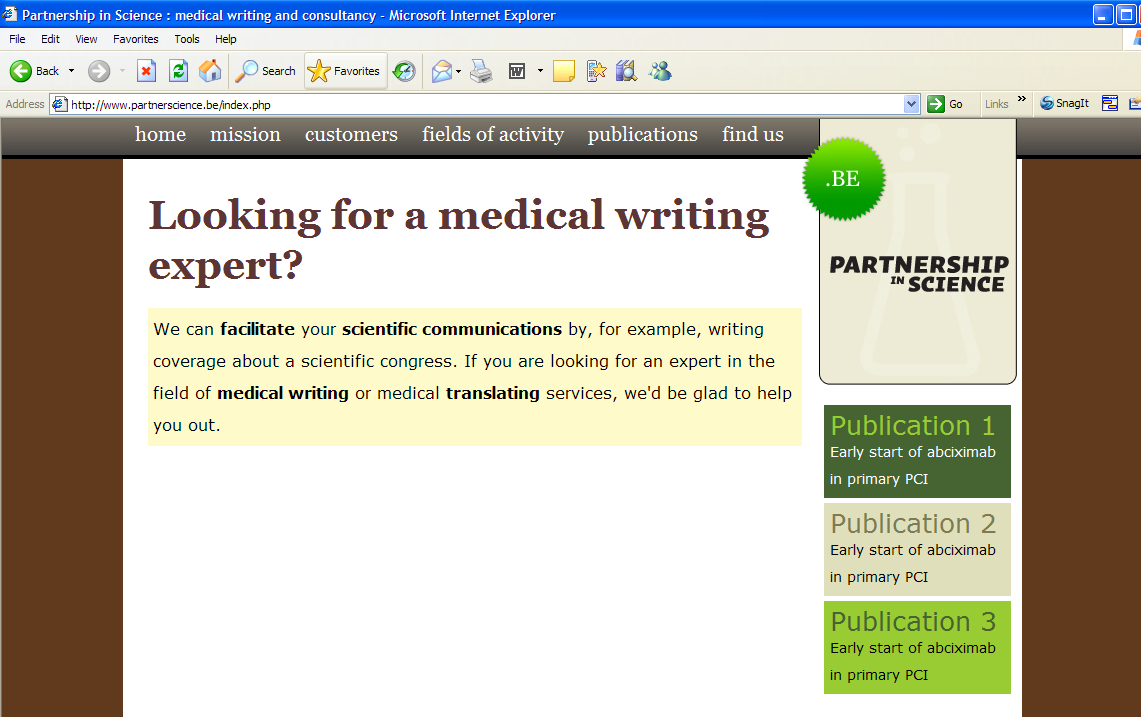 Partnership in Science : medical writing and consultancy - Microsoft Internet Explorer
File Edit View Favorites Tools Help
Back Search Favorites
Address http://www.partnerscience.be/index.php Go Links » SnagIt
home mission customers fields of activity publications find us
.BE
PARTNERSHIP
IN SCIENCE
Looking for a medical writing
expert?
We can facilitate your scientific communications by, for example, writing
coverage about a scientific congress. If you are looking for an expert in the
field of medical writing or medical translating services, we'd be glad to help
you out.
Publication 1
Early start of abciximab
in primary PCI
Publication 2
Early start of abciximab
in primary PCI
Publication 3
Early start of abciximab
in primary PCI